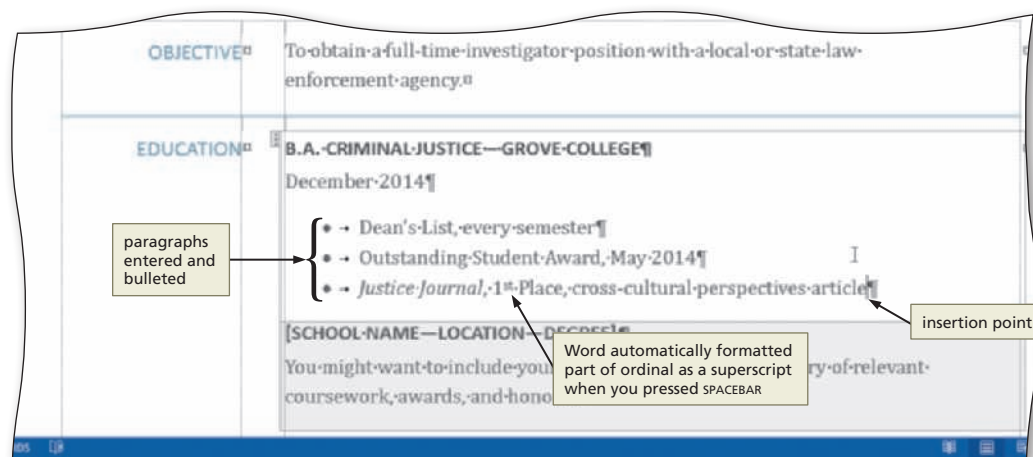 OBJECTIVE¤ To·obtain·a·full-time·investigator·position·with·a·local·or·state·law·
enforcement·agency.¤
EDUCATION¤ B.A.·CRIMINAL·JUSTICE—GROVE·COLLEGE¶
December·2014¶
• → Dean's·List,·every·semester¶
• → Outstanding·Student·Award,·May·2014¶
• → Justice·Journal,·1st·Place,·cross-cultural·perspectives·article¶
paragraphs
entered and
bulleted
insertion point
[SCHOOL·NAME—LOCATION—DEGREE]¶
Word automatically formatted
part of ordinal as a superscript
when you pressed SPACEBAR
You·might·want·to·include·your of·relevant·
coursework,·awards,·and·